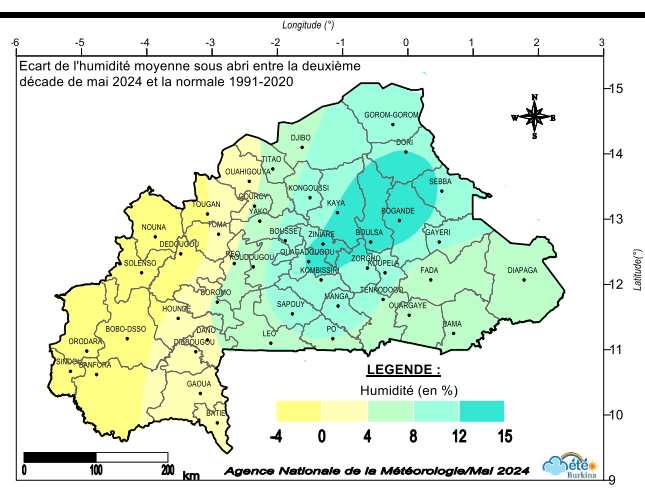 Longitude (°)
-6 -5 -4 -3 -2 -1 0 1 2 3
Ecart de l'humidité moyenne sous abri entre la deuxième
décade de mai 2024 et la normale 1991-2020
15
GOROM-GOROM
N
W E
S
DJIBO
DORI
14
TITAO
OUAHIGOUYA
SEBBA
KONGOUSSI
GOURCY
TOUGAN
KAYA
YAKO
BOGANDE
13
NOUNA
TOMA
BOUSSE
ZINIARE
BOULSA
GAYERI
DEDOUGOU
OUAGADOUGOU
REO
KOUDOUGOU
ZORGHO
SOLENSO
KOUPELA
KOMBISSIRI
FADA
DIAPAGA
Latitude(°)
12
BOROMO
TENKODOGO
MANGA
SAPOUY
OUARGAYE
HOUNDE
BOBO-DSSO
DANO
LEO
PO
PAMA
ORODARA
DIEBOUGOU
11
SINDOU
BANFORA
LEGENDE :
GAOUA
Humidité (en %)
BATIE
10
-4 0 4 8 12 15
0 100 200
km
Agence Nationale de la Météorologie/Mai 2024
météo
Burkina
9